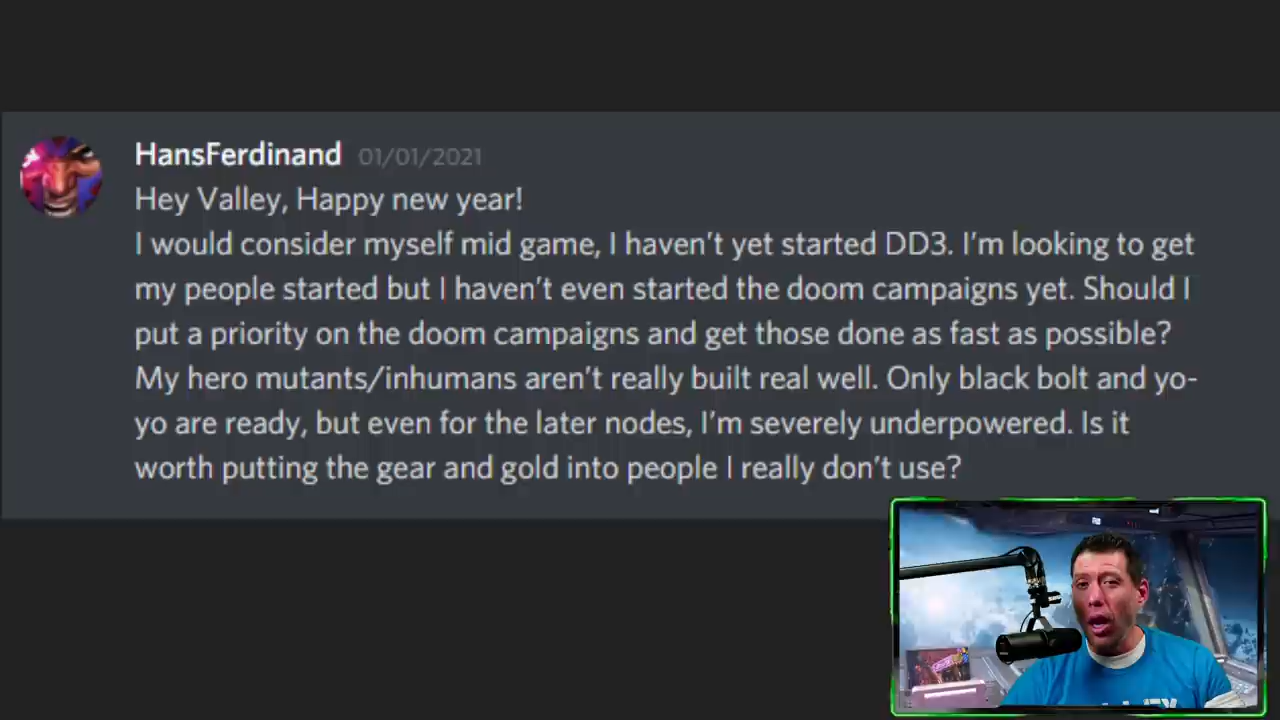 HansFerdinand 01/01/2021
Hey Valley, Happy new year!
I would consider myself mid game, I haven't yet started DD3. I'm looking to get
my people started but I haven't even started the doom campaigns yet. Should I
put a priority on the doom campaigns and get those done as fast as possible?
My hero mutants/inhumans aren't really built real well. Only black bolt and yo-
yo are ready, but even for the later nodes, I'm severely underpowered. Is it
worth putting the gear and gold into people I really don't use?